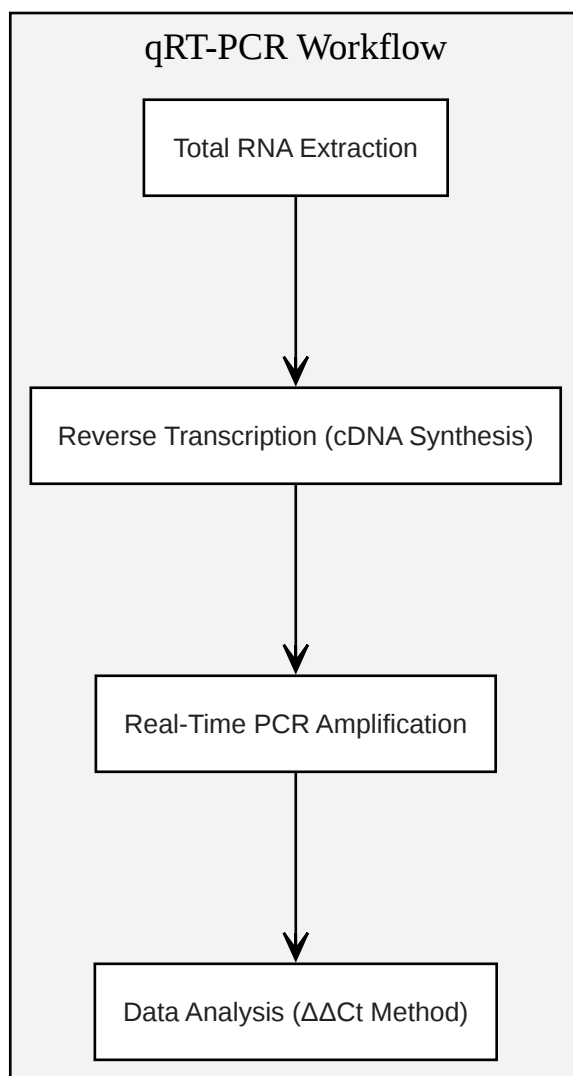 qRT-PCR Workflow
Total RNA Extraction
Reverse Transcription (cDNA Synthesis)
Real-Time PCR Amplification
Data Analysis (ΔΔCt Method)